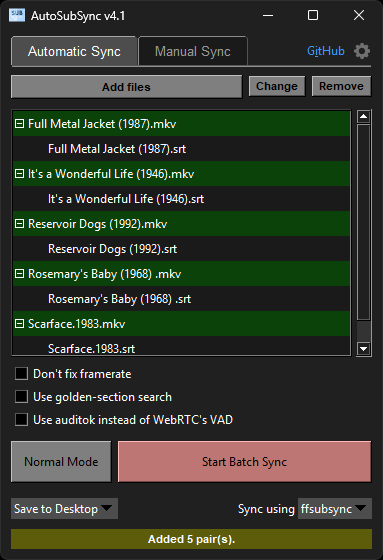 SUB
AutoSubSync v4.1
Automatic Sync Manual Sync GitHub
Add files Change Remove
Full Metal Jacket (1987).mkv
Full Metal Jacket (1987).srt
It's a Wonderful Life (1946).mkv
It's a Wonderful Life (1946).srt
Reservoir Dogs (1992).mkv
Reservoir Dogs (1992).srt
Rosemary's Baby (1968) .mkv
Rosemary's Baby (1968) .srt
Scarface.1983.mkv
Scarface.1983.srt
Don't fix framerate
Use golden-section search
Use auditok instead of WebRTC's VAD
Normal Mode Start Batch Sync
Save to Desktop Sync using ffsubsync
Added 5 pair(s).